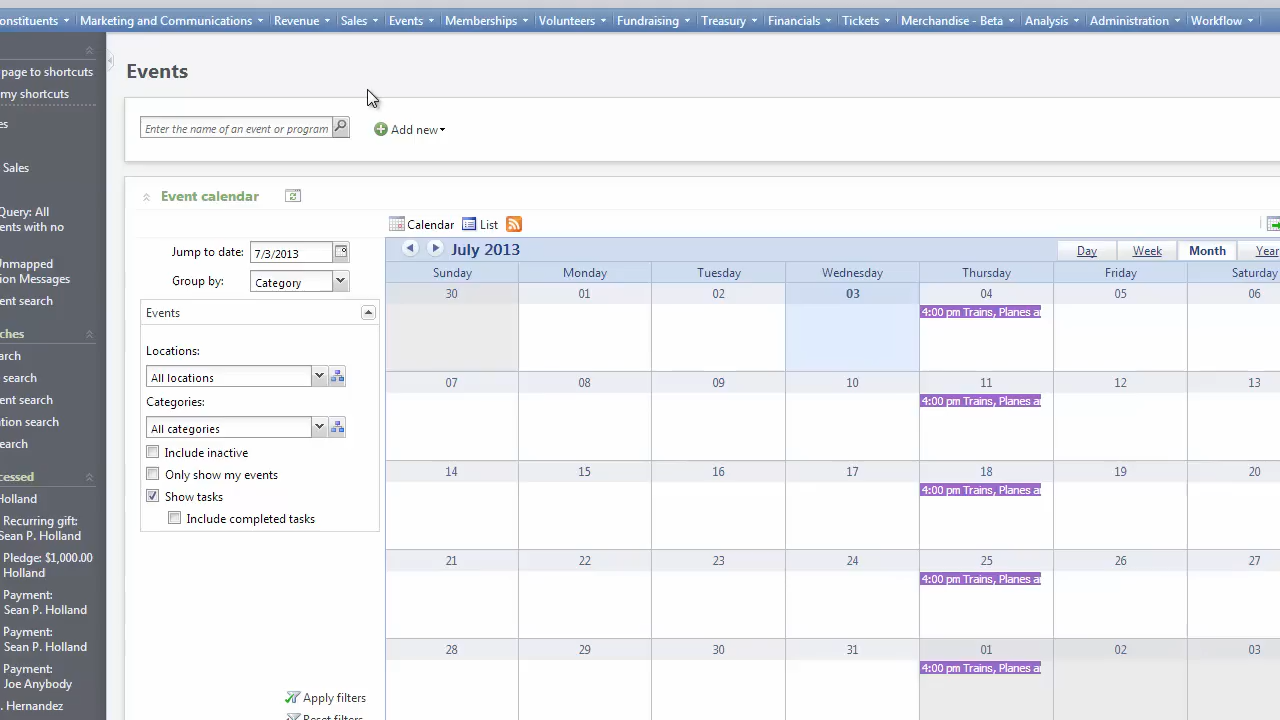 onstituents Marketing and Communications Revenue Sales Events Memberships Volunteers Fundraising Treasury Financials Tickets Merchandise - Beta Analysis Administration Workflow
page to shortcuts
my shortcuts
es
Sales
Query: All
ents with no
Unmapped
on Messages
ent search
ches
arch
search
ent search
tion search
earch
cessed
Holland
Recurring gift:
Sean P. Holland
Pledge: $1,000.00
Holland
Payment:
Sean P. Holland
Payment:
Sean P. Holland
Payment:
Joe Anybody
. Hernandez
Events
Enter the name of an event or program
Add new
Event calendar
Calendar List
Jump to date: 7/3/2013
Group by: Category
Events
Locations:
All locations
Categories:
All categories
Include inactive
Only show my events
Show tasks
Include completed tasks
Apply filters
Reset filters
July 2013
Day Week Month Year
Sunday Monday Tuesday Wednesday Thursday Friday Saturday
30 01 02 03 04 05 06
4:00 pm Trains, Planes a
07 08 09 10 11 12 13
4:00 pm Trains, Planes a
14 15 16 17 18 19 20
4:00 pm Trains, Planes a
21 22 23 24 25 26 27
4:00 pm Trains, Planes a
28 29 30 31 01 02 03
4:00 pm Trains, Planes a